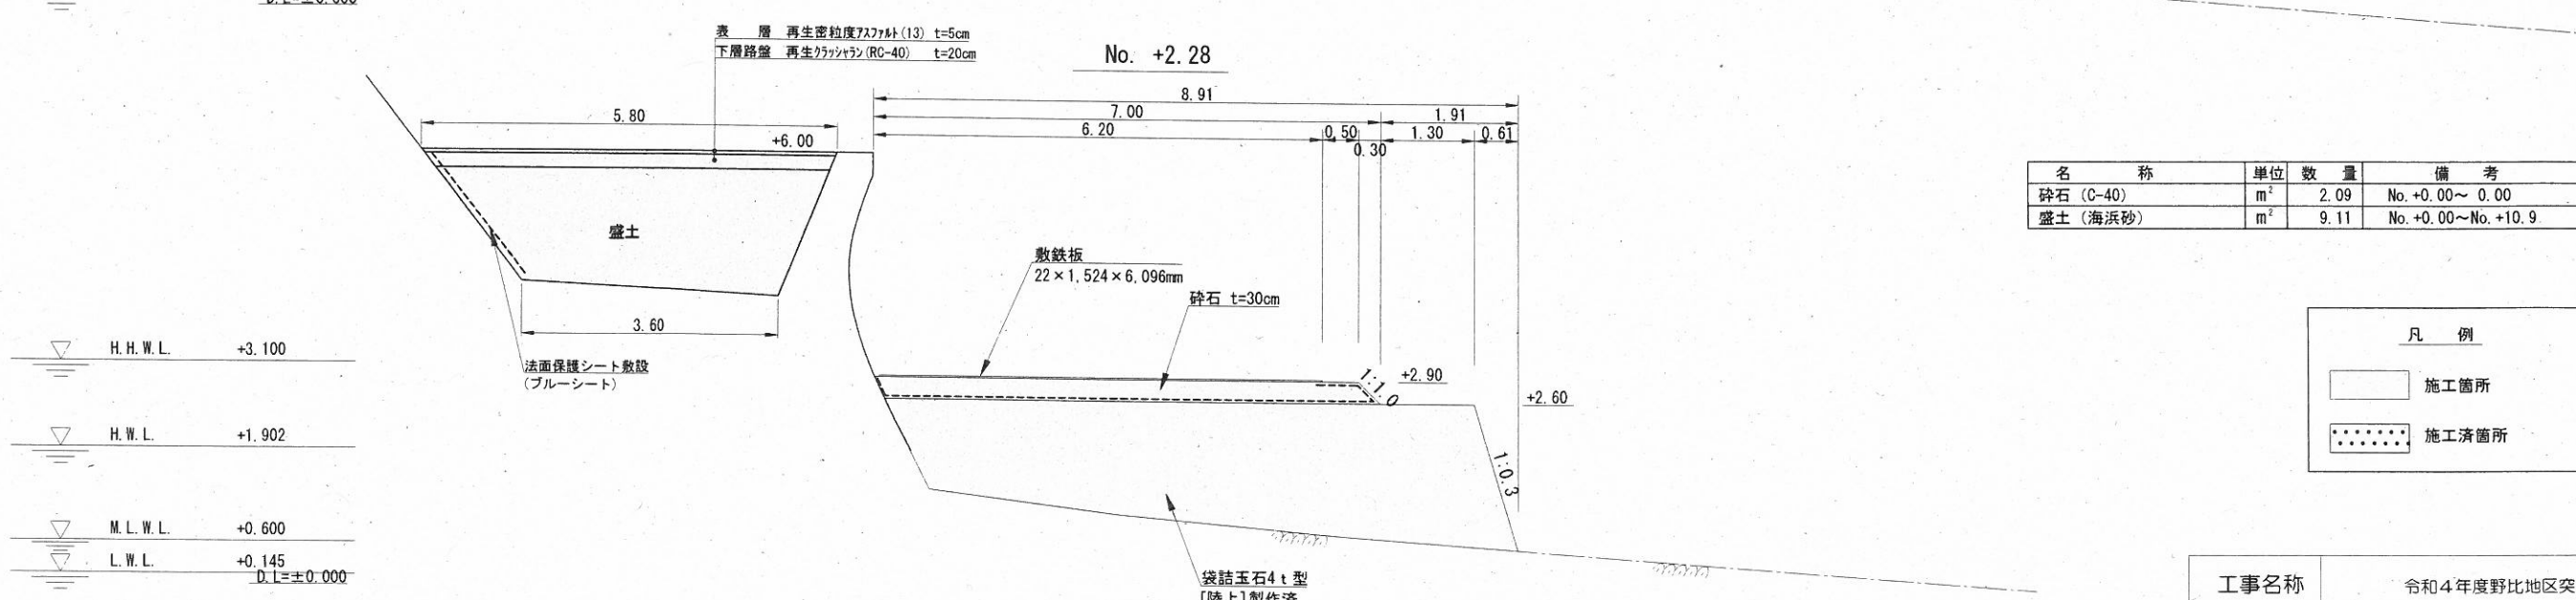 D.L=±0.000
表 層 再生密粒度アスファルト(13) t=5cm
下層路盤 再生クラッシャラン(RC-40) t=20cm
No. +2.28
8.91
7.00 1.91
6.20 0.50 1.30 0.61
0.30
5.80
+6.00
盛土
3.60
法面保護シート敷設
(ブルーシート)
敷鉄板
22×1,524×6,096mm
砕石 t=30cm
1:1.0
+2.90
+2.60
1:0.3
袋詰玉石4t型
[陸上]製作済
H.H.W.L. +3.100
H.W.L. +1.902
M.L.W.L. +0.600
L.W.L. +0.145
D.L=±0.000
名 称 単位 数 量 備 考
砕石 (C-40) m² 2.09 No.+0.00～ 0.00
盛土 (海浜砂) m² 9.11 No.+0.00～No.+10.9
凡 例
施工箇所
施工済箇所
工事名称 令和4年度野比地区突